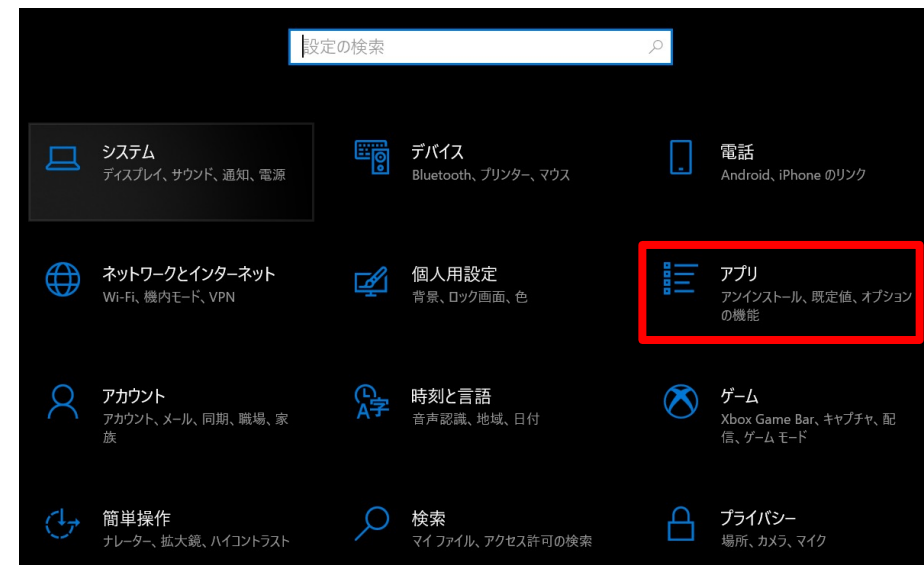 設定の検索
システム
ディスプレイ、サウンド、通知、電源
デバイス
Bluetooth、プリンター、マウス
電話
Android、iPhone のリンク
ネットワークとインターネット
Wi-Fi、機内モード、VPN
個人用設定
背景、ロック画面、色
アプリ
アンインストール、既定値、オプション
の機能
アカウント
アカウント、メール、同期、職場、家
族
A字
時刻と言語
音声認識、地域、日付
ゲーム
Xbox Game Bar、キャプチャ、配
信、ゲーム モード
簡単操作
ナレーター、拡大鏡、ハイコントラスト
検索
マイ ファイル、アクセス許可の検索
プライバシー
場所、カメラ、マイク